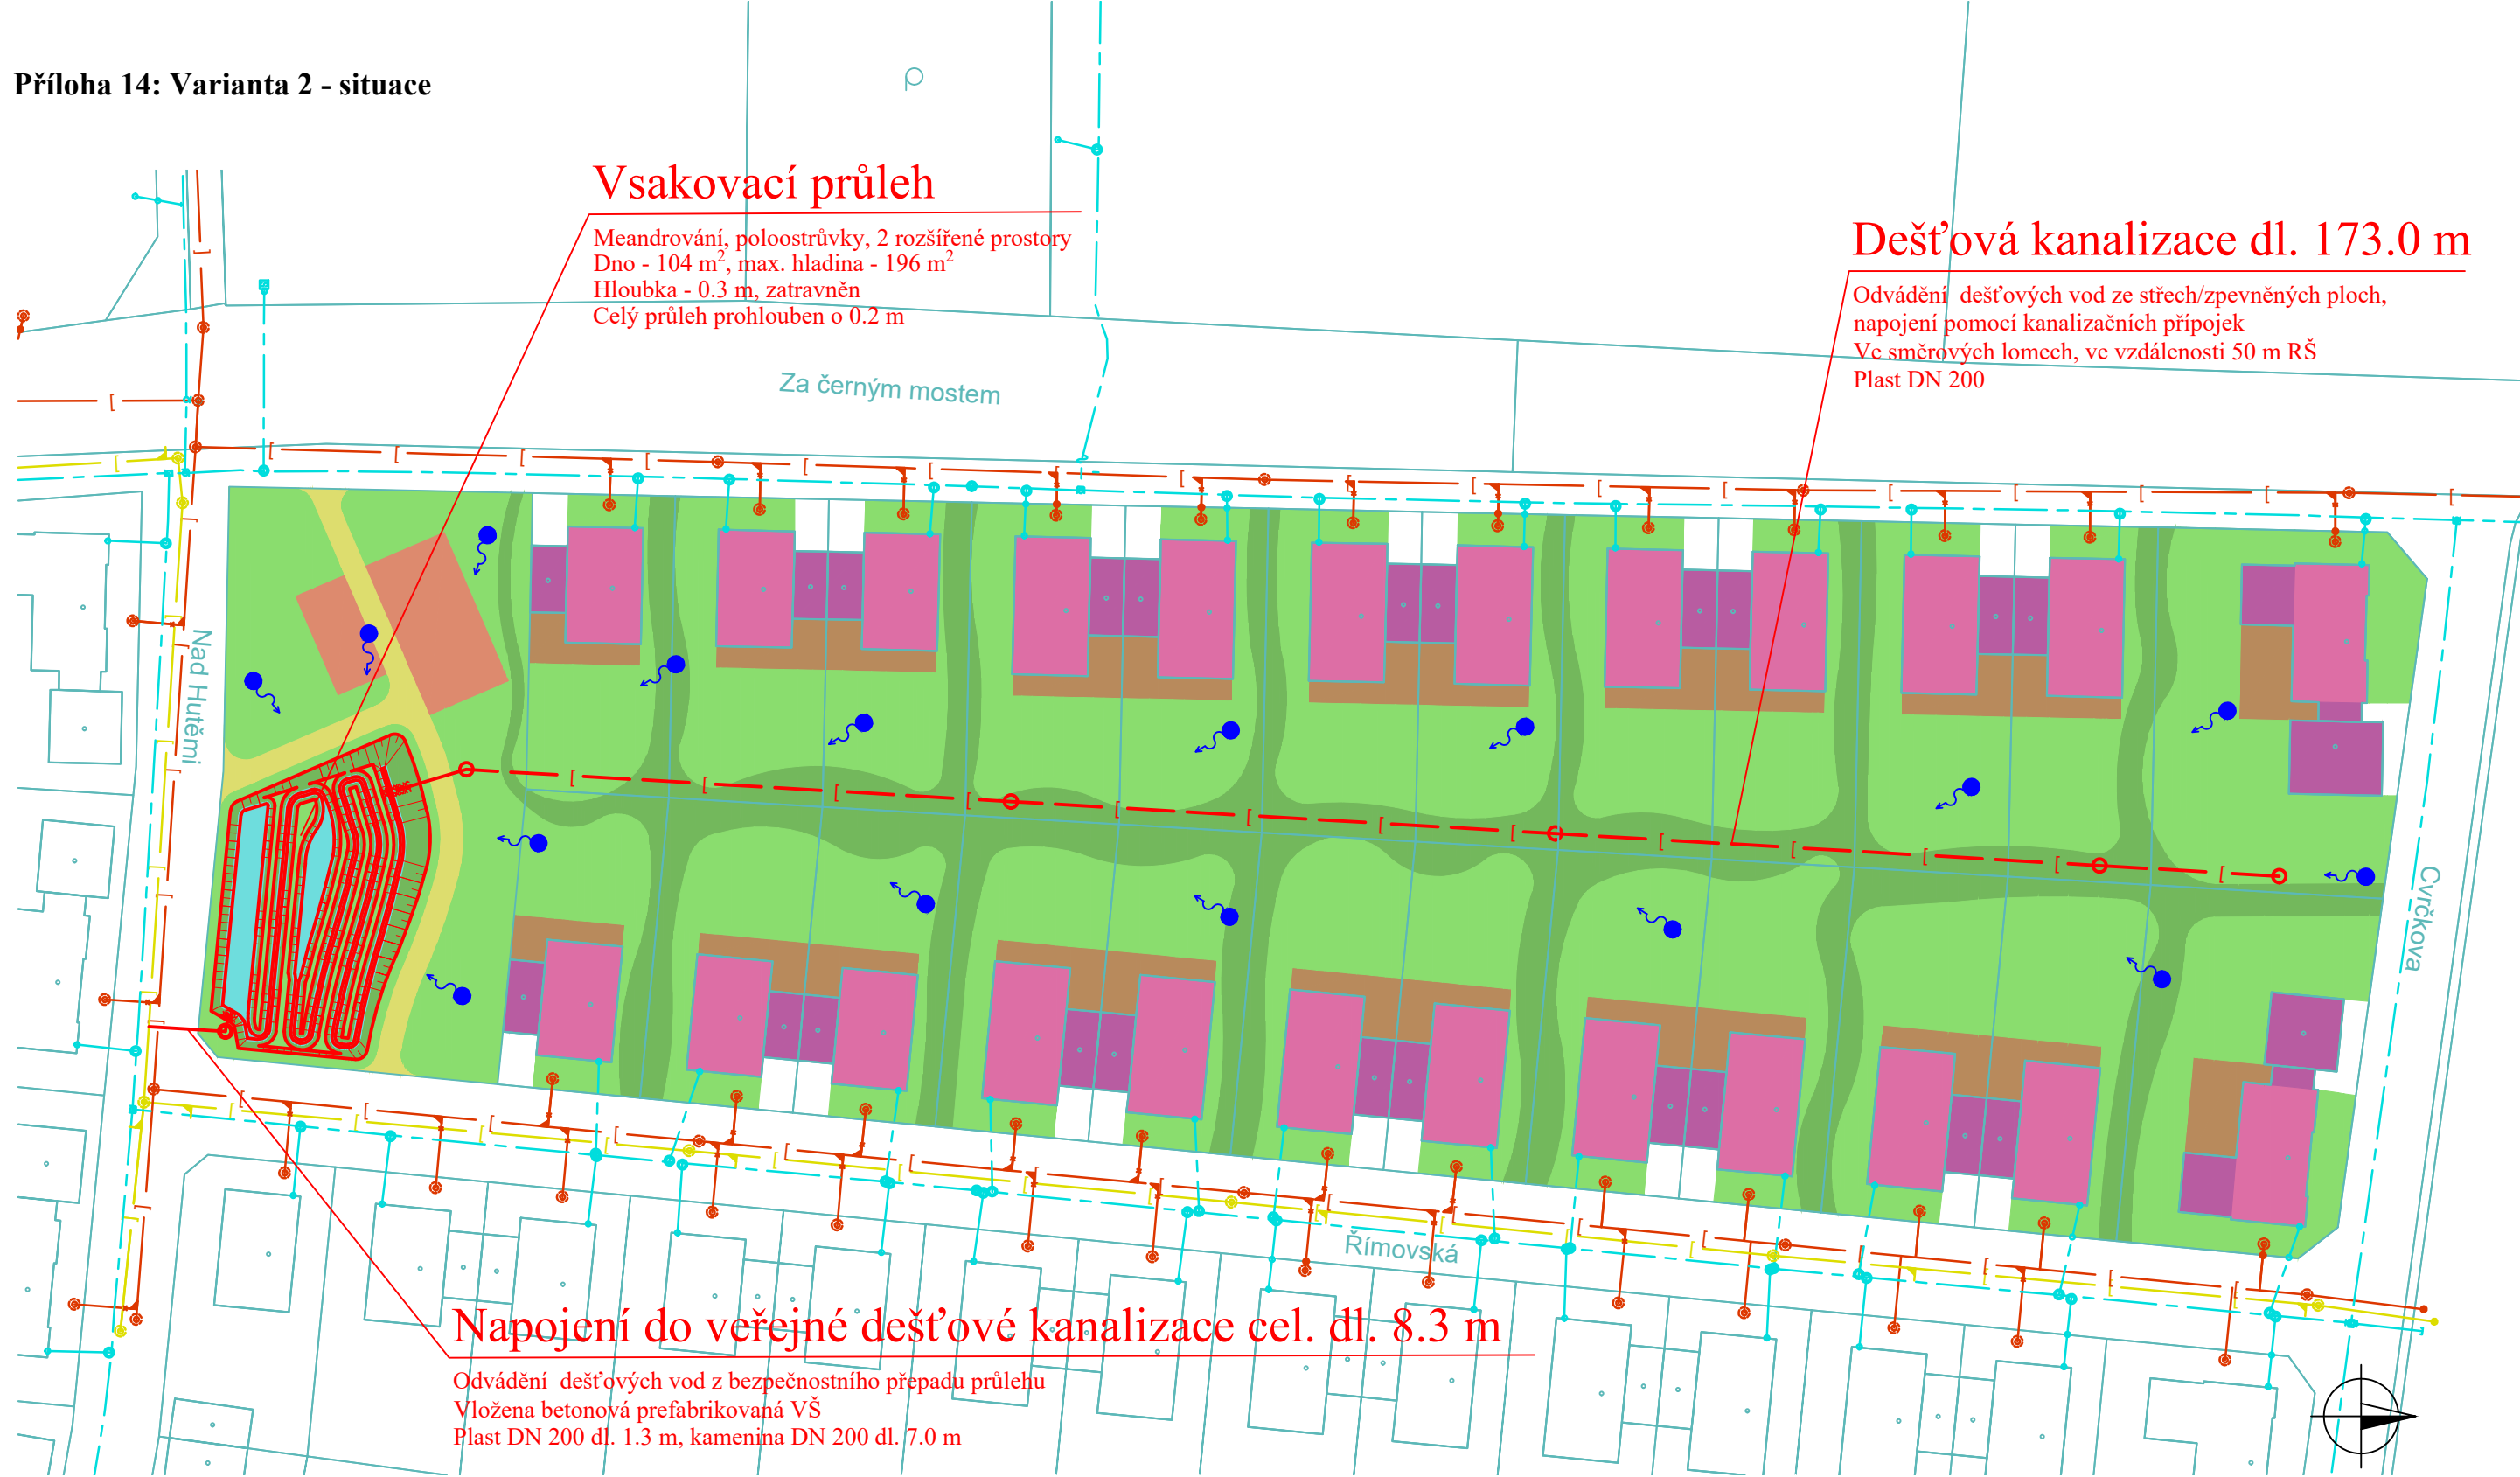 Příloha 14: Varianta 2 - situace
Vsakovací průleh
Meandrování, poloostrůvky, 2 rozšířené prostory
Dno - 104 m², max. hladina - 196 m²
Hloubka - 0.3 m, zatravněn
Celý průleh prohlouben o 0.2 m
Dešťová kanalizace dl. 173.0 m
Odvádění dešťových vod ze střech/zpevněných ploch,
napojení pomocí kanalizačních přípojek
Ve směrových lomech, ve vzdálenosti 50 m RŠ
Plast DN 200
Za černým mostem
Nad Hutěmi
Cvrčkova
Římovská
Napojení do veřejné dešťové kanalizace cel. dl. 8.3 m
Odvádění dešťových vod z bezpečnostního přepadu průlehu
Vložena betonová prefabrikovaná VŠ
Plast DN 200 dl. 1.3 m, kamenina DN 200 dl. 7.0 m